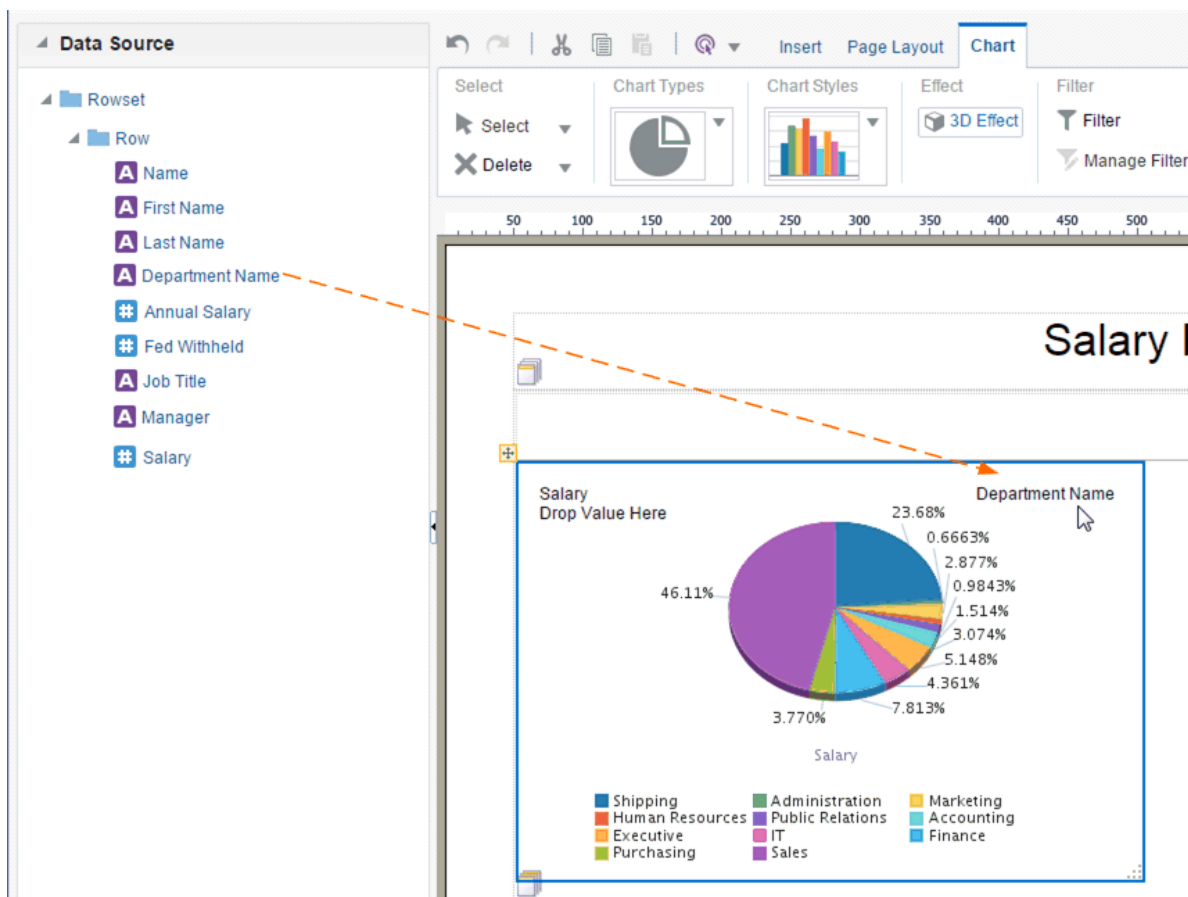 Data Source
Rowset
Row
A Name
A First Name
A Last Name
A Department Name
# Annual Salary
# Fed Withheld
A Job Title
A Manager
# Salary
Insert Page Layout Chart
Select Chart Types Chart Styles Effect Filter
Select 3D Effect Filter
Delete Manage Filter
50 100 150 200 250 300 350 400 450 500
Salary
Salary
Drop Value Here
Department Name
23.68%
0.6663%
2.877%
0.9843%
1.514%
3.074%
5.148%
4.361%
7.813%
3.770%
46.11%
Salary
Shipping Administration Marketing
Human Resources Public Relations Accounting
Executive IT Finance
Purchasing Sales